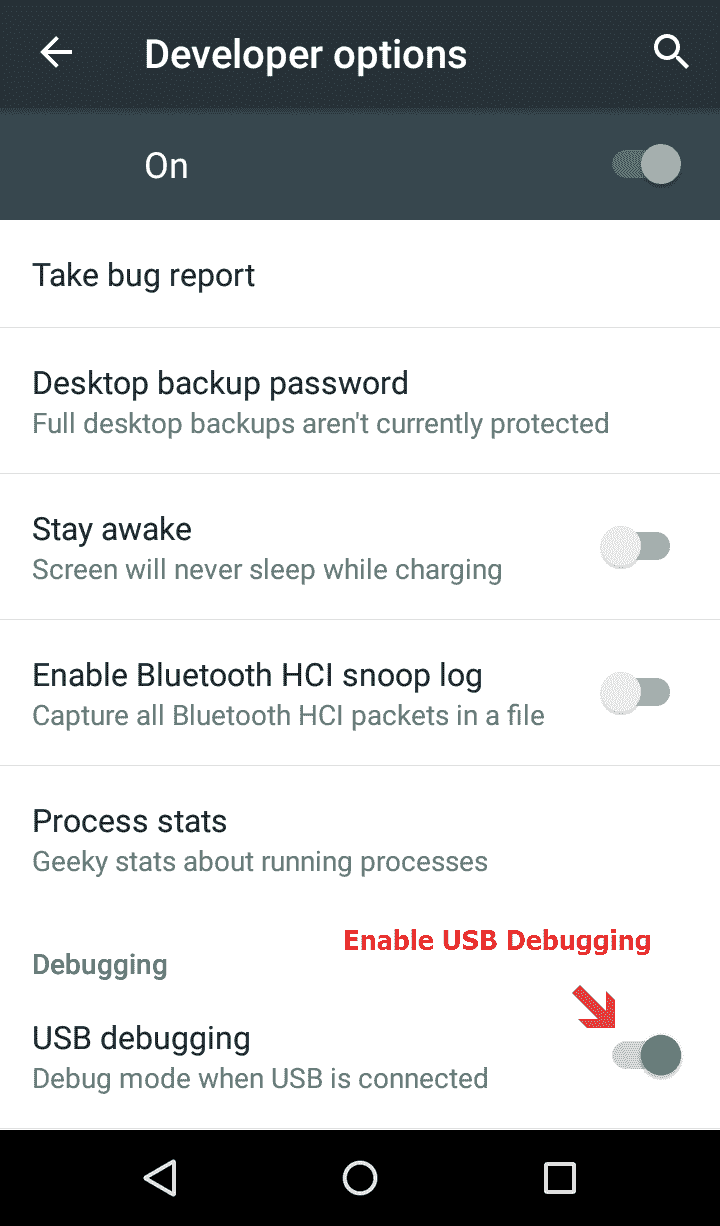 Developer options
On
Take bug report
Desktop backup password
Full desktop backups aren't currently protected
Stay awake
Screen will never sleep while charging
Enable Bluetooth HCI snoop log
Capture all Bluetooth HCI packets in a file
Process stats
Geeky stats about running processes
Enable USB Debugging
Debugging
USB debugging
Debug mode when USB is connected